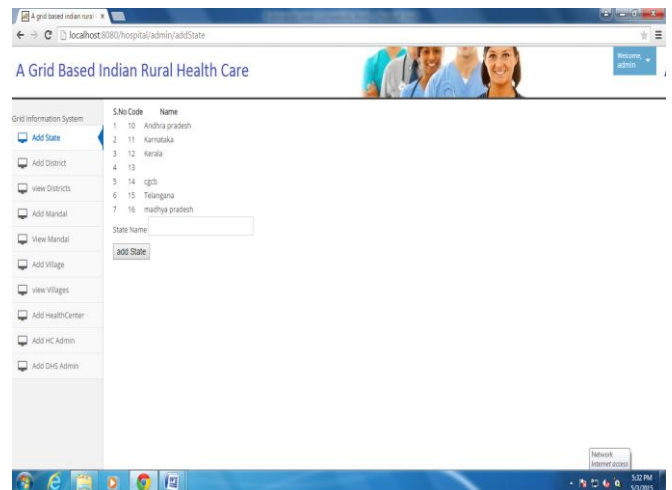 A grid based indian rural
localhost:8080/hospital/admin/addState
A Grid Based Indian Rural Health Care
Welcome,
admin
Grid information System
Add State
Add District
view Districts
Add Mandal
View Mandal
Add Village
view Villages
Add HealthCenter
Add HC Admin
Add DHS Admin
S.No Code Name
1 10 Andhra pradesh
2 11 Karnataka
3 12 Kerala
4 13
5 14 cgcb
6 15 Telangana
7 16 madhya pradesh
State Name
add State
Network
Internet access
5:32 PM
5/3/2015